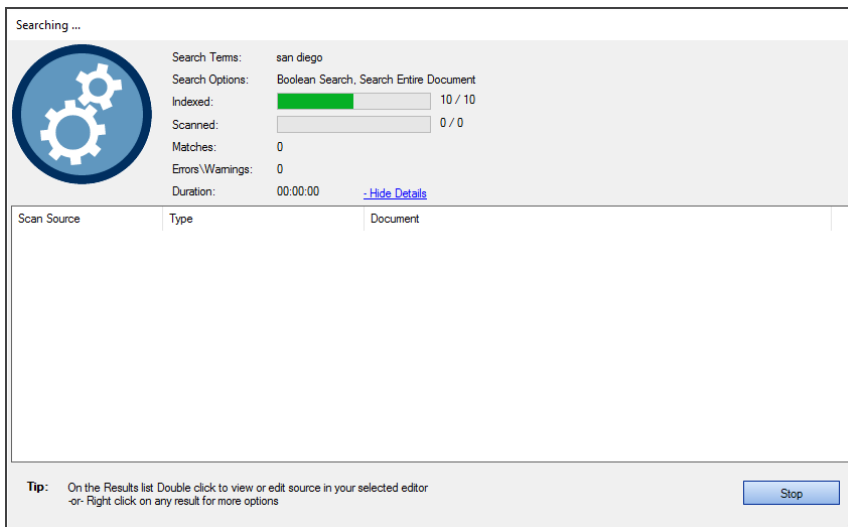 Searching ...
Search Terms: san diego
Search Options: Boolean Search, Search Entire Document
Indexed: 10 / 10
Scanned: 0 / 0
Matches: 0
Errors\Warnings: 0
Duration: 00:00:00 - Hide Details
Scan Source Type Document
Tip: On the Results list Double click to view or edit source in your selected editor
-or- Right click on any result for more options
Stop